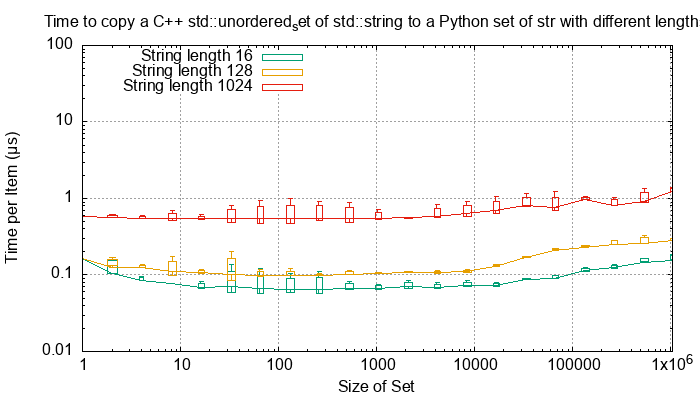 Time to copy a C++ std::unordered_set of std::string to a Python set of str with different length
100
String length 16
String length 128
String length 1024
10
1
0.1
0.01
Time per Item (µs)
1 10 100 1000 10000 100000 1x10⁶
Size of Set